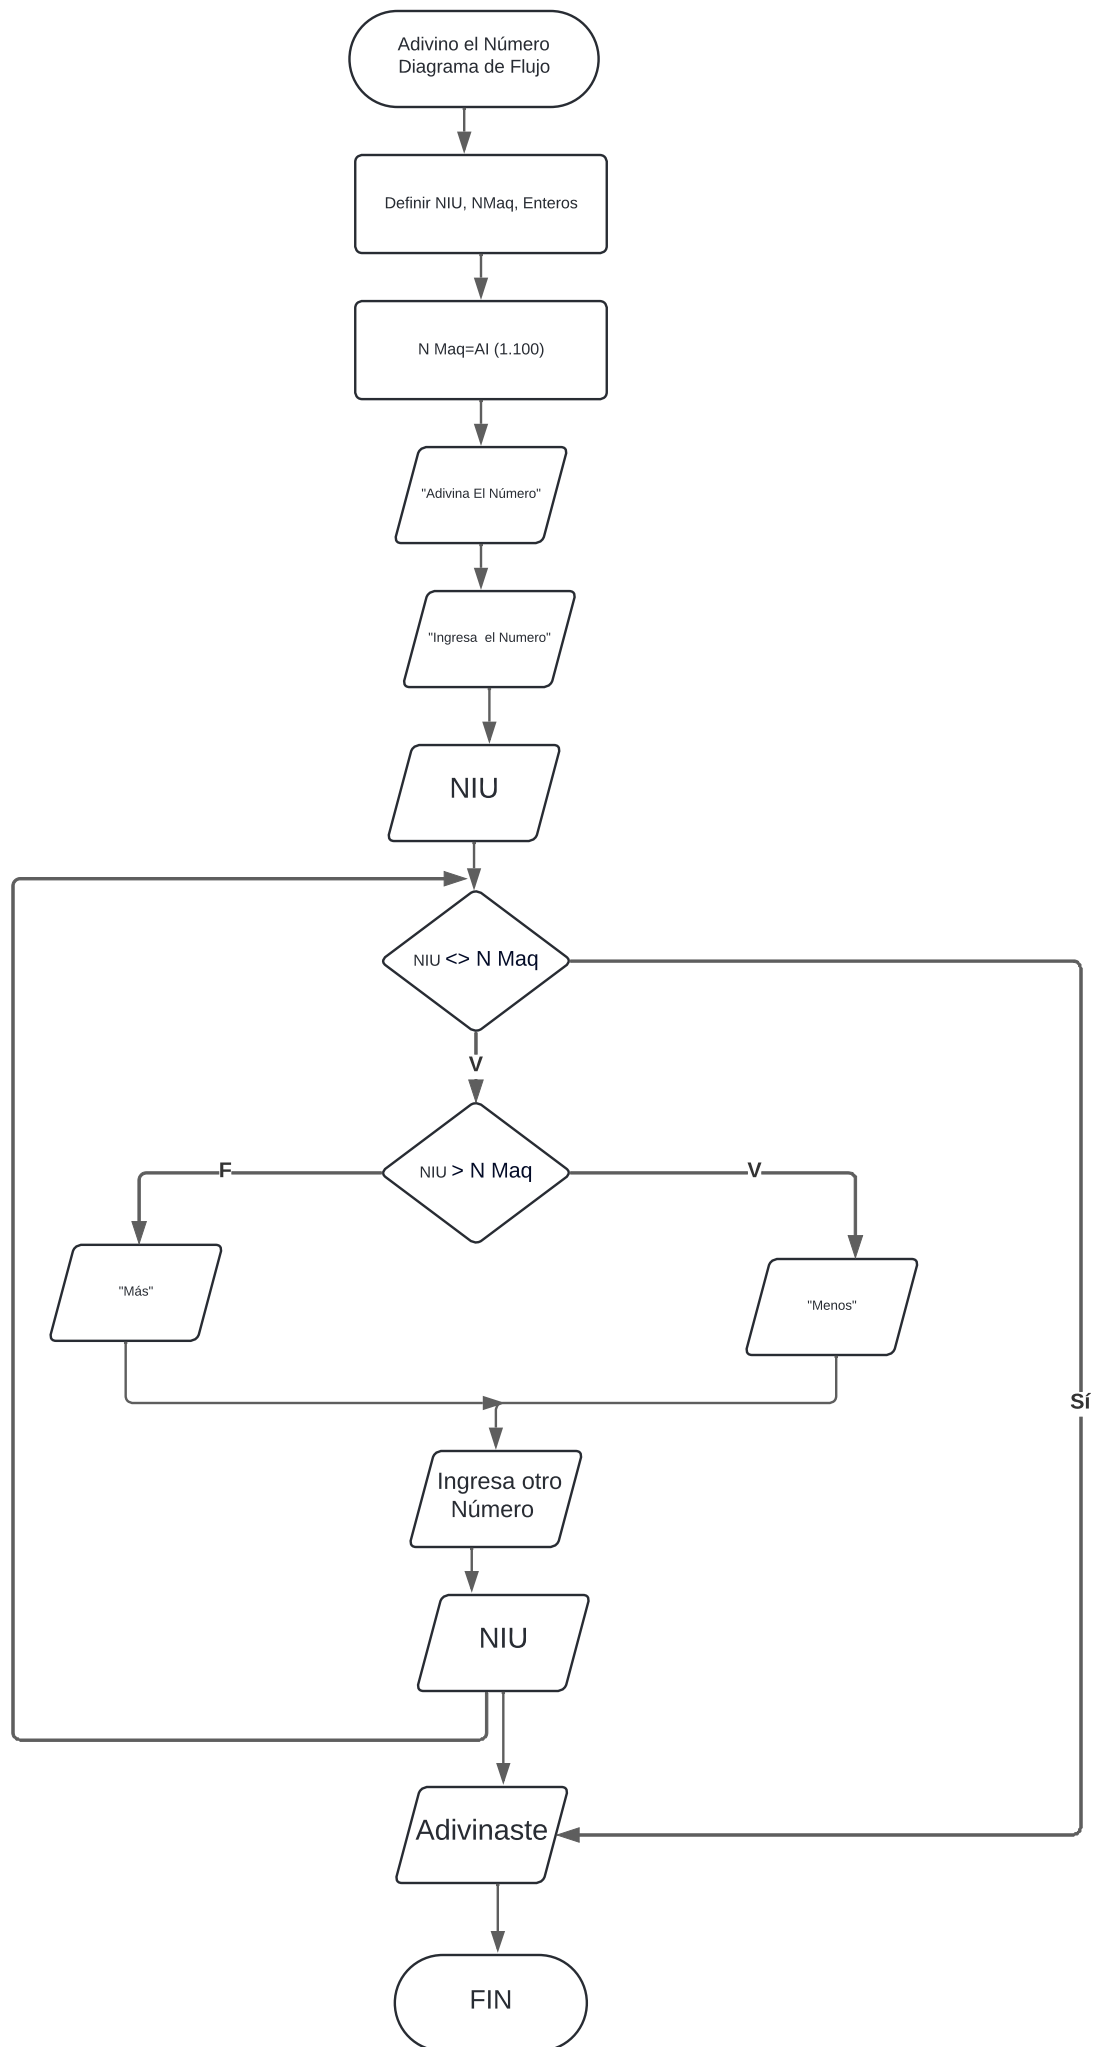 Adivino el Número
Diagrama de Flujo
Definir NIU, NMaq, Enteros
N Maq=AI (1.100)
"Adivina El Número"
"Ingresa  el Numero"
NIU
NIU <> N Maq
V
NIU > N Maq
F
V
"Más"
"Menos"
Sí
Ingresa otro
Número
NIU
Adivinaste
FIN